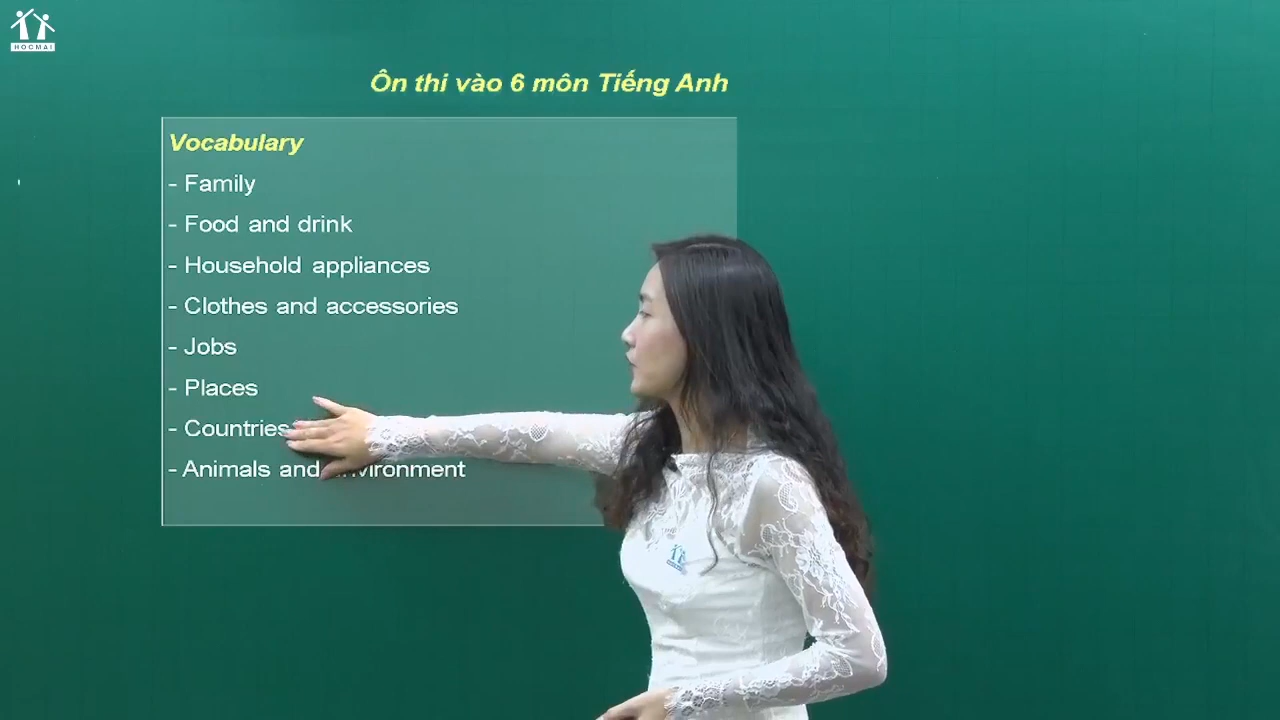 HOCMAI
Ôn thi vào 6 môn Tiếng Anh
Vocabulary
- Family
- Food and drink
- Household appliances
- Clothes and accessories
- Jobs
- Places
- Countries
- Animals and environment